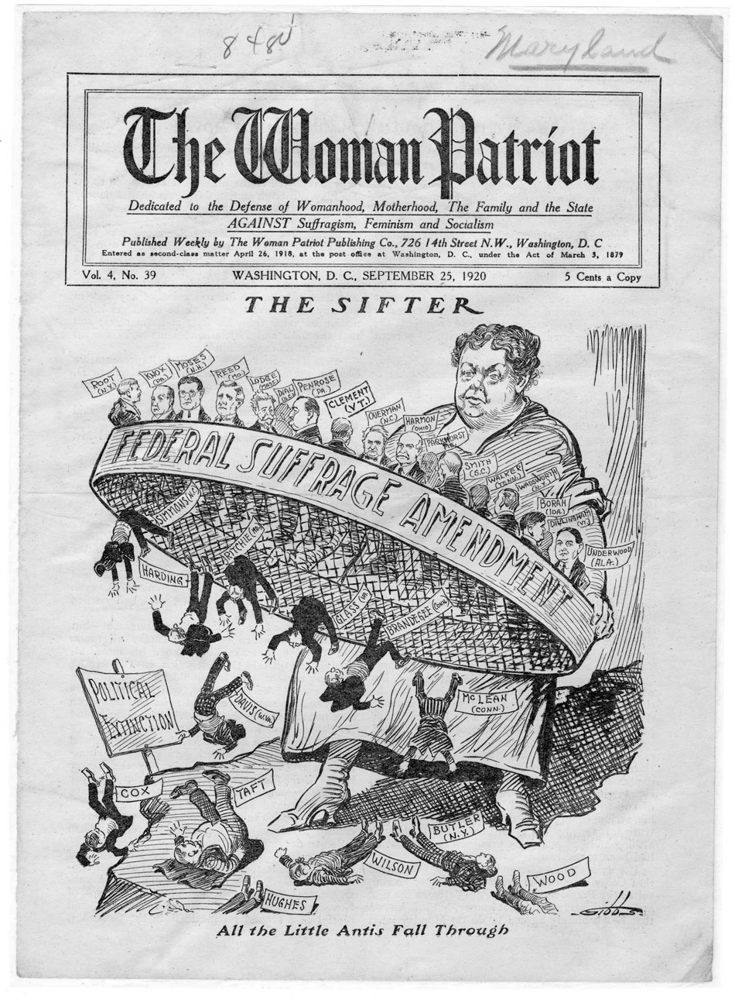 848
Maryland
The Woman Patriot
Dedicated to the Defense of Womanhood, Motherhood, The Family and the State
AGAINST Suffragism, Feminism and Socialism
Published Weekly by The Woman Patriot Publishing Co., 726 14th Street N.W., Washington, D. C
Entered as second-class matter April 26, 1918, at the post office at Washington, D. C., under the Act of March 3, 1879
Vol. 4, No. 39 WASHINGTON, D. C., SEPTEMBER 25, 1920 5 Cents a Copy
THE SIFTER
ROOT (N.Y.)
KNOX (PA.)
MOSES (N.H.)
REED (MO.)
LODGE (MASS)
DIAL (S.C.)
PENROSE (PA.)
CLEMENT (VT.)
OVERMAN (N.C.)
HARMON (OHIO)
PARKHURST ME.
SMITH (S.C.)
WALKER (TENN.)
WADSWORTH (N.Y.)
BORAH (IDA.)
DILLINGHAM (VT.)
UNDERWOOD (ALA.)
FEDERAL SUFFRAGE AMENDMENT
SIMMONS (N.C.)
HARDING
RITCHIE (MD.)
GLASS (VA)
BRANDEGEE (CONN.)
DAVIS (W.VA.)
McLEAN (CONN.)
POLITICAL
EXTINCTION
COX
TAFT
HUGHES
WILSON
BUTLER (N.Y.)
WOOD
Gibbs
All the Little Antis Fall Through